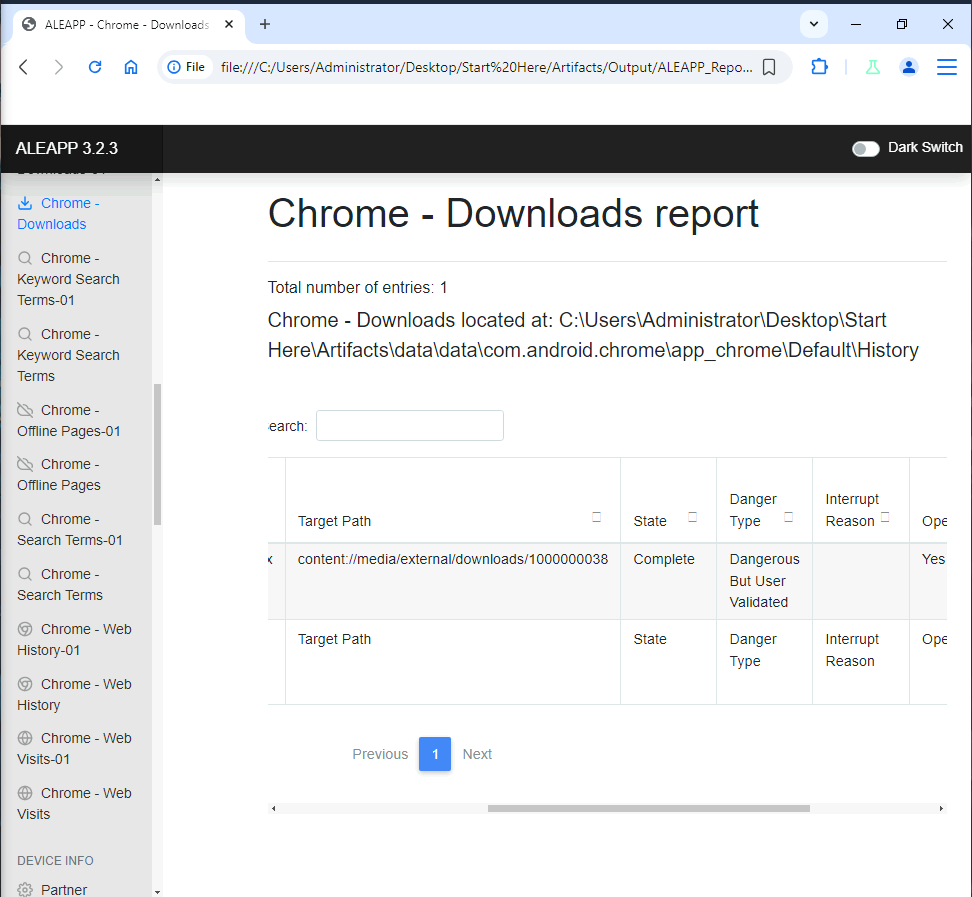 ALEAPP - Chrome - Downloads
File
file:///C:/Users/Administrator/Desktop/Start%20Here/Artifacts/Output/ALEAPP_Repo...
ALEAPP 3.2.3
Dark Switch
Downloads-01
Chrome -
Downloads
Chrome -
Keyword Search
Terms-01
Chrome -
Keyword Search
Terms
Chrome -
Offline Pages-01
Chrome -
Offline Pages
Chrome -
Search Terms-01
Chrome -
Search Terms
Chrome - Web
History-01
Chrome - Web
History
Chrome - Web
Visits-01
Chrome - Web
Visits
DEVICE INFO
Partner
Chrome - Downloads report
Total number of entries: 1
Chrome - Downloads located at: C:\Users\Administrator\Desktop\Start
Here\Artifacts\data\data\com.android.chrome\app_chrome\Default\History
earch:
Target Path
State
Danger
Type
Interrupt
Reason
Ope
x
content://media/external/downloads/1000000038
Complete
Dangerous
But User
Validated
Yes
Target Path
State
Danger
Type
Interrupt
Reason
Ope
Previous 1 Next